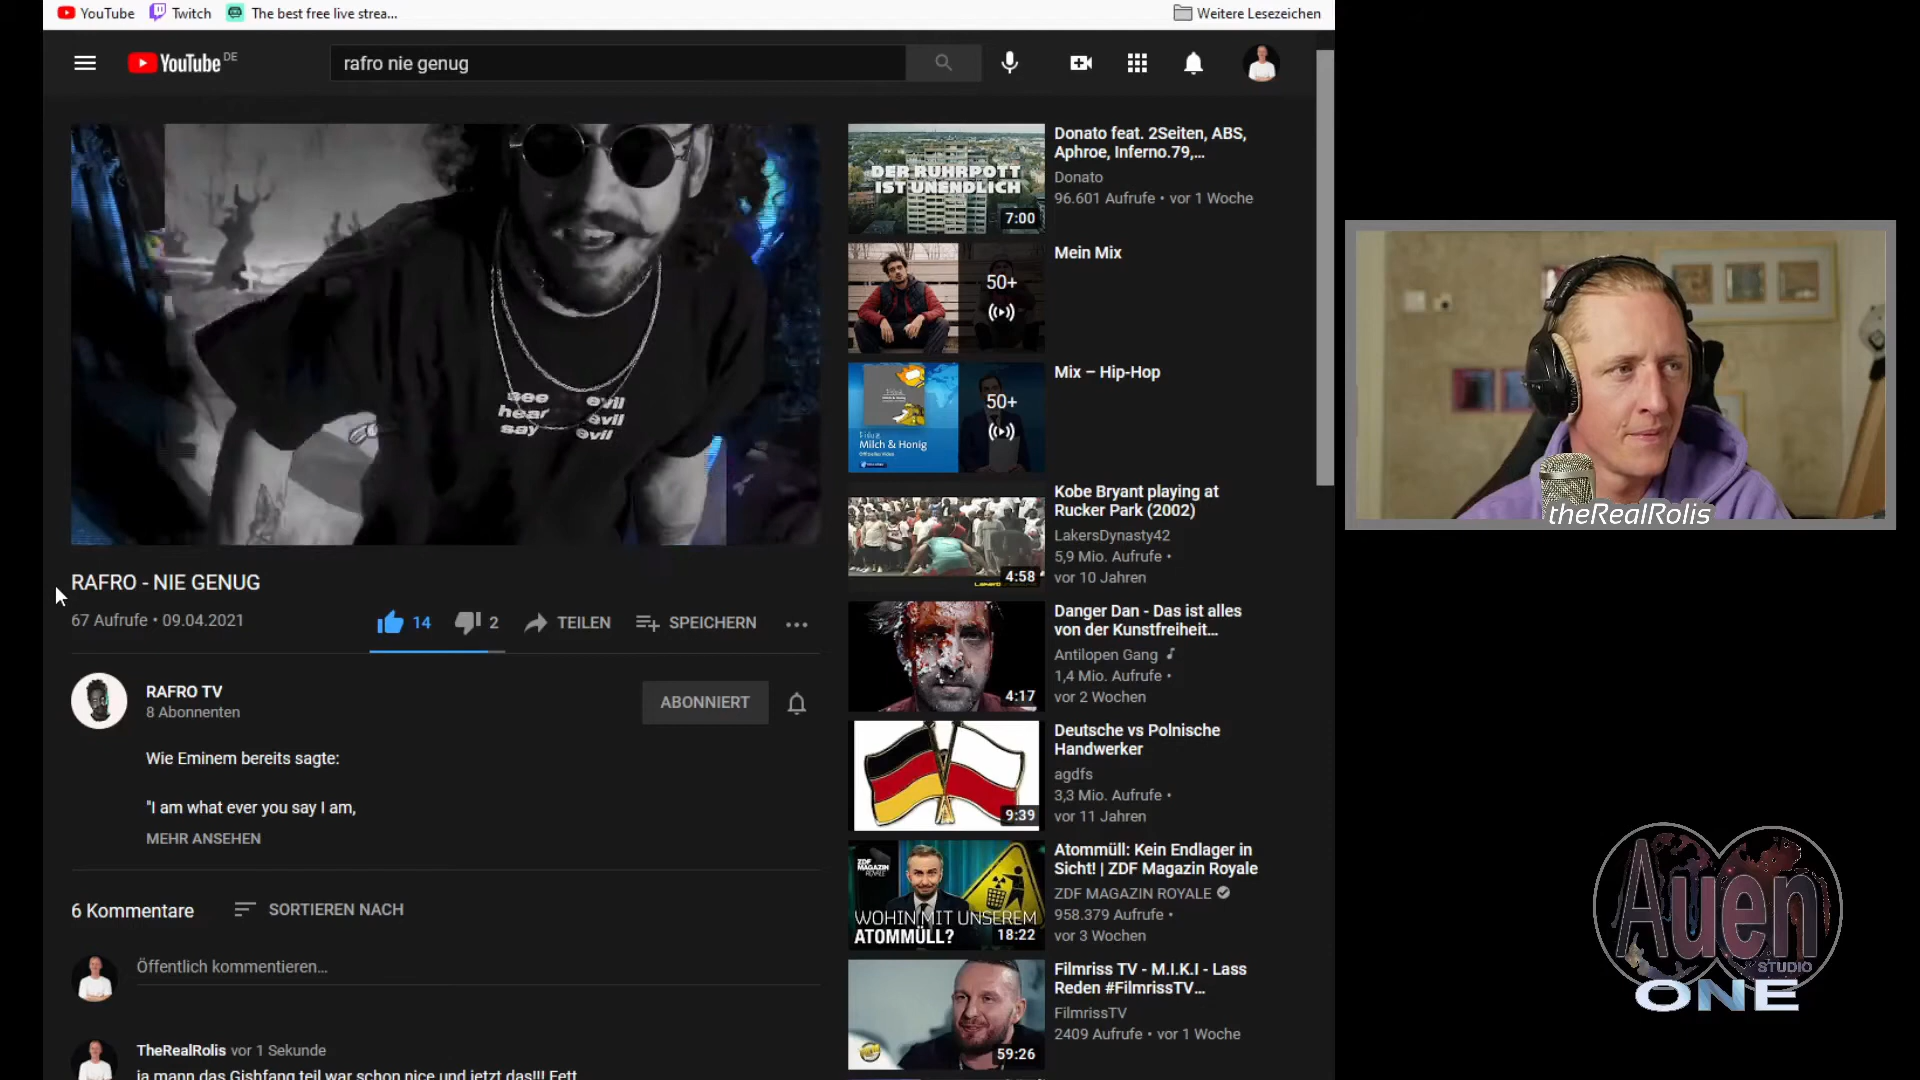 YouTube Twitch The best free live strea... Weitere Lesezeichen
YouTube DE
rafro nie genug
see evil
hear evil
say evil
RAFRO - NIE GENUG
67 Aufrufe • 09.04.2021
14 2 TEILEN SPEICHERN
RAFRO TV
8 Abonnenten
ABONNIERT
Wie Eminem bereits sagte:
"I am what ever you say I am,
MEHR ANSEHEN
6 Kommentare SORTIEREN NACH
Öffentlich kommentieren...
TheRealRolis vor 1 Sekunde
ja mann das Gishfang teil war schon nice und jetzt das!!! Fett
DER RUHRPOTT
IST UNENDLICH
7:00
Donato feat. 2Seiten, ABS,
Aphroe, Inferno.79,...
Donato
96.601 Aufrufe • vor 1 Woche
50+
Mein Mix
Milch & Honig
50+
Mix – Hip-Hop
4:58
Kobe Bryant playing at
Rucker Park (2002)
LakersDynasty42
5,9 Mio. Aufrufe •
vor 10 Jahren
4:17
Danger Dan - Das ist alles
von der Kunstfreiheit...
Antilopen Gang
1,4 Mio. Aufrufe •
vor 2 Wochen
9:39
Deutsche vs Polnische
Handwerker
agdfs
3,3 Mio. Aufrufe •
vor 11 Jahren
ZDF
MAGAZIN
ROYALE
WOHIN MIT UNSEREM
ATOMMÜLL?
18:22
Atommüll: Kein Endlager in
Sicht! | ZDF Magazin Royale
ZDF MAGAZIN ROYALE
958.379 Aufrufe •
vor 3 Wochen
59:26
Filmriss TV - M.I.K.I - Lass
Reden #FilmrissTV...
FilmrissTV
2409 Aufrufe • vor 1 Woche
theRealRolis
Auen
STUDIO
ONE